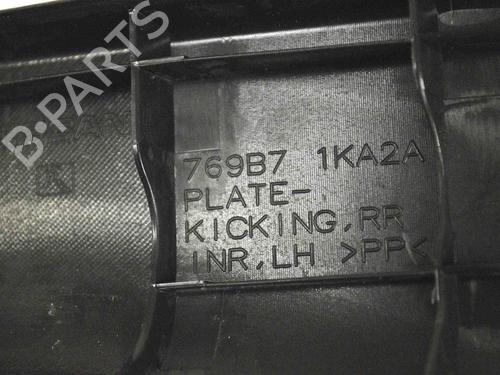 B-PARTS
769B7 1KA2A
PLATE-
KICKING,RR
INR,LH >PP<